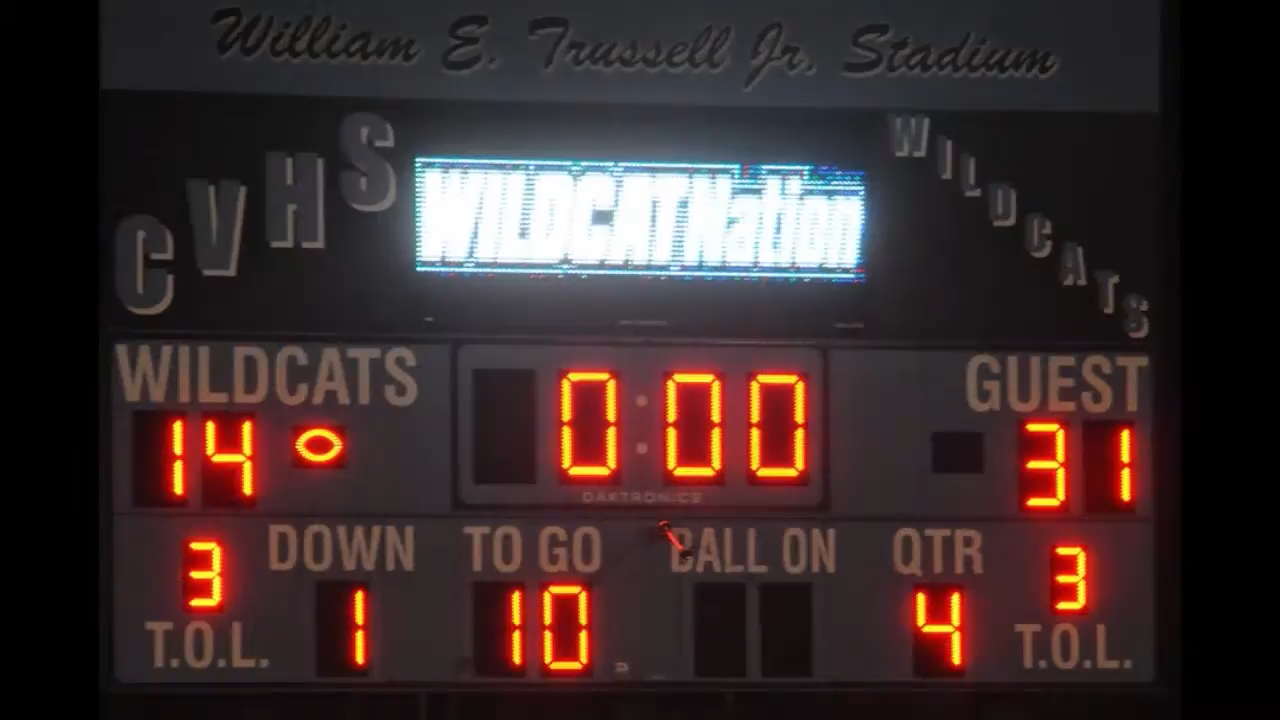 William E. Trussell Jr. Stadium
CVHS
WILDCAT Nation
WILDCATS
WILDCATS
0:00
GUEST
14
DAKTRONICS
31
3
DOWN
TO GO
BALL ON
QTR
3
T.O.L.
1
10
4
T.O.L.